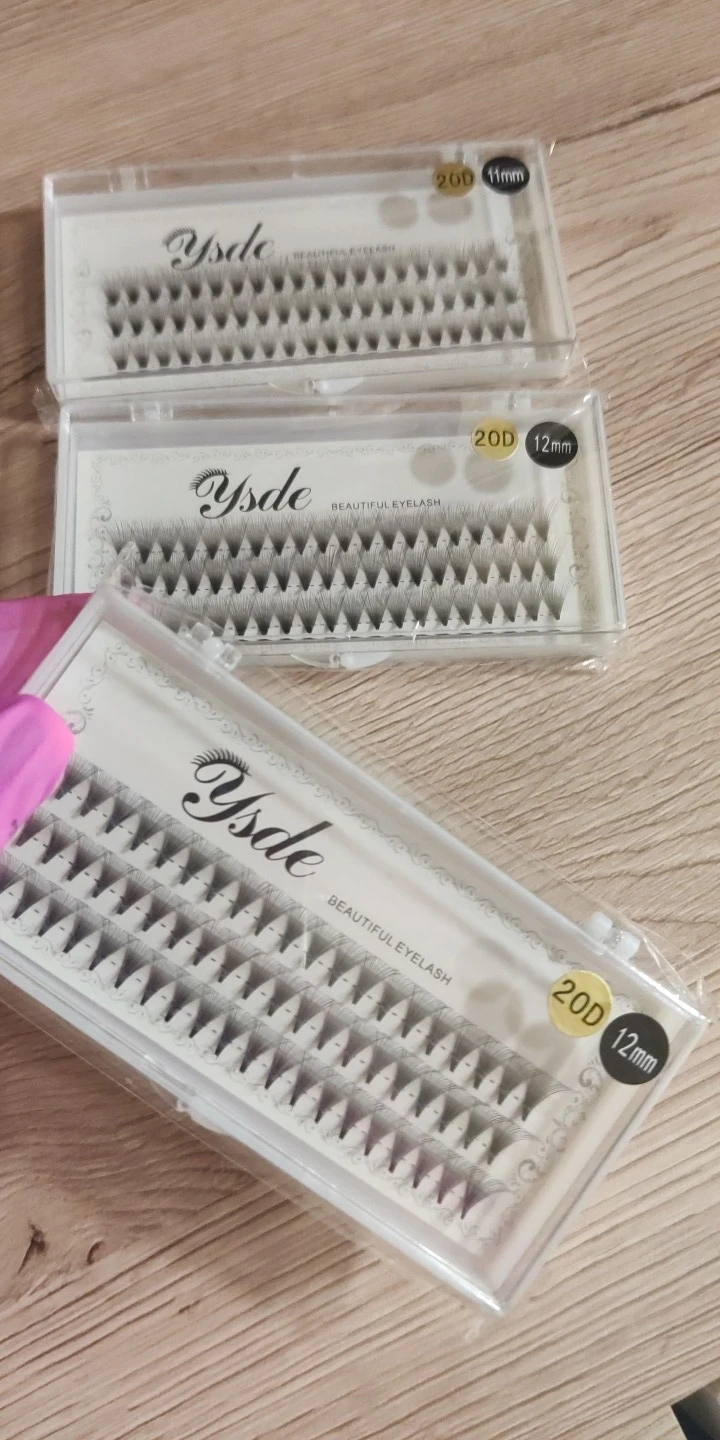 20D 11mm
Ysde BEAUTIFUL EYELASH
20D 12mm
Ysde BEAUTIFUL EYELASH
Ysde
BEAUTIFUL EYELASH
20D
12mm